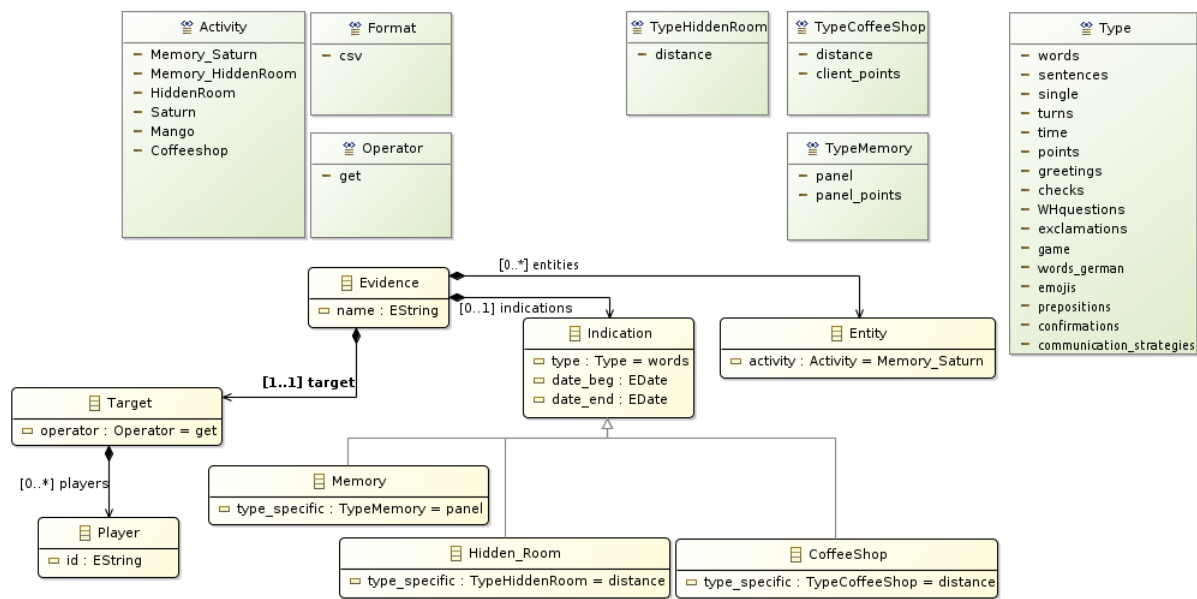 Activity
Memory_Saturn
Memory_HiddenRoom
HiddenRoom
Saturn
Mango
Coffeeshop
Format
csv
Operator
get
TypeHiddenRoom
distance
TypeCoffeeShop
distance
client_points
TypeMemory
panel
panel_points
Type
words
sentences
single
turns
time
points
greetings
checks
WHquestions
exclamations
game
words_german
emojis
prepositions
confirmations
communication_strategies
[0..*] entities
Evidence
name : EString
[0..1] indications
Indication
type : Type = words
date_beg : EDate
date_end : EDate
Entity
activity : Activity = Memory_Saturn
[1..1] target
Target
operator : Operator = get
[0..*] players
Player
id : EString
Memory
type_specific : TypeMemory = panel
Hidden_Room
type_specific : TypeHiddenRoom = distance
CoffeeShop
type_specific : TypeCoffeeShop = distance